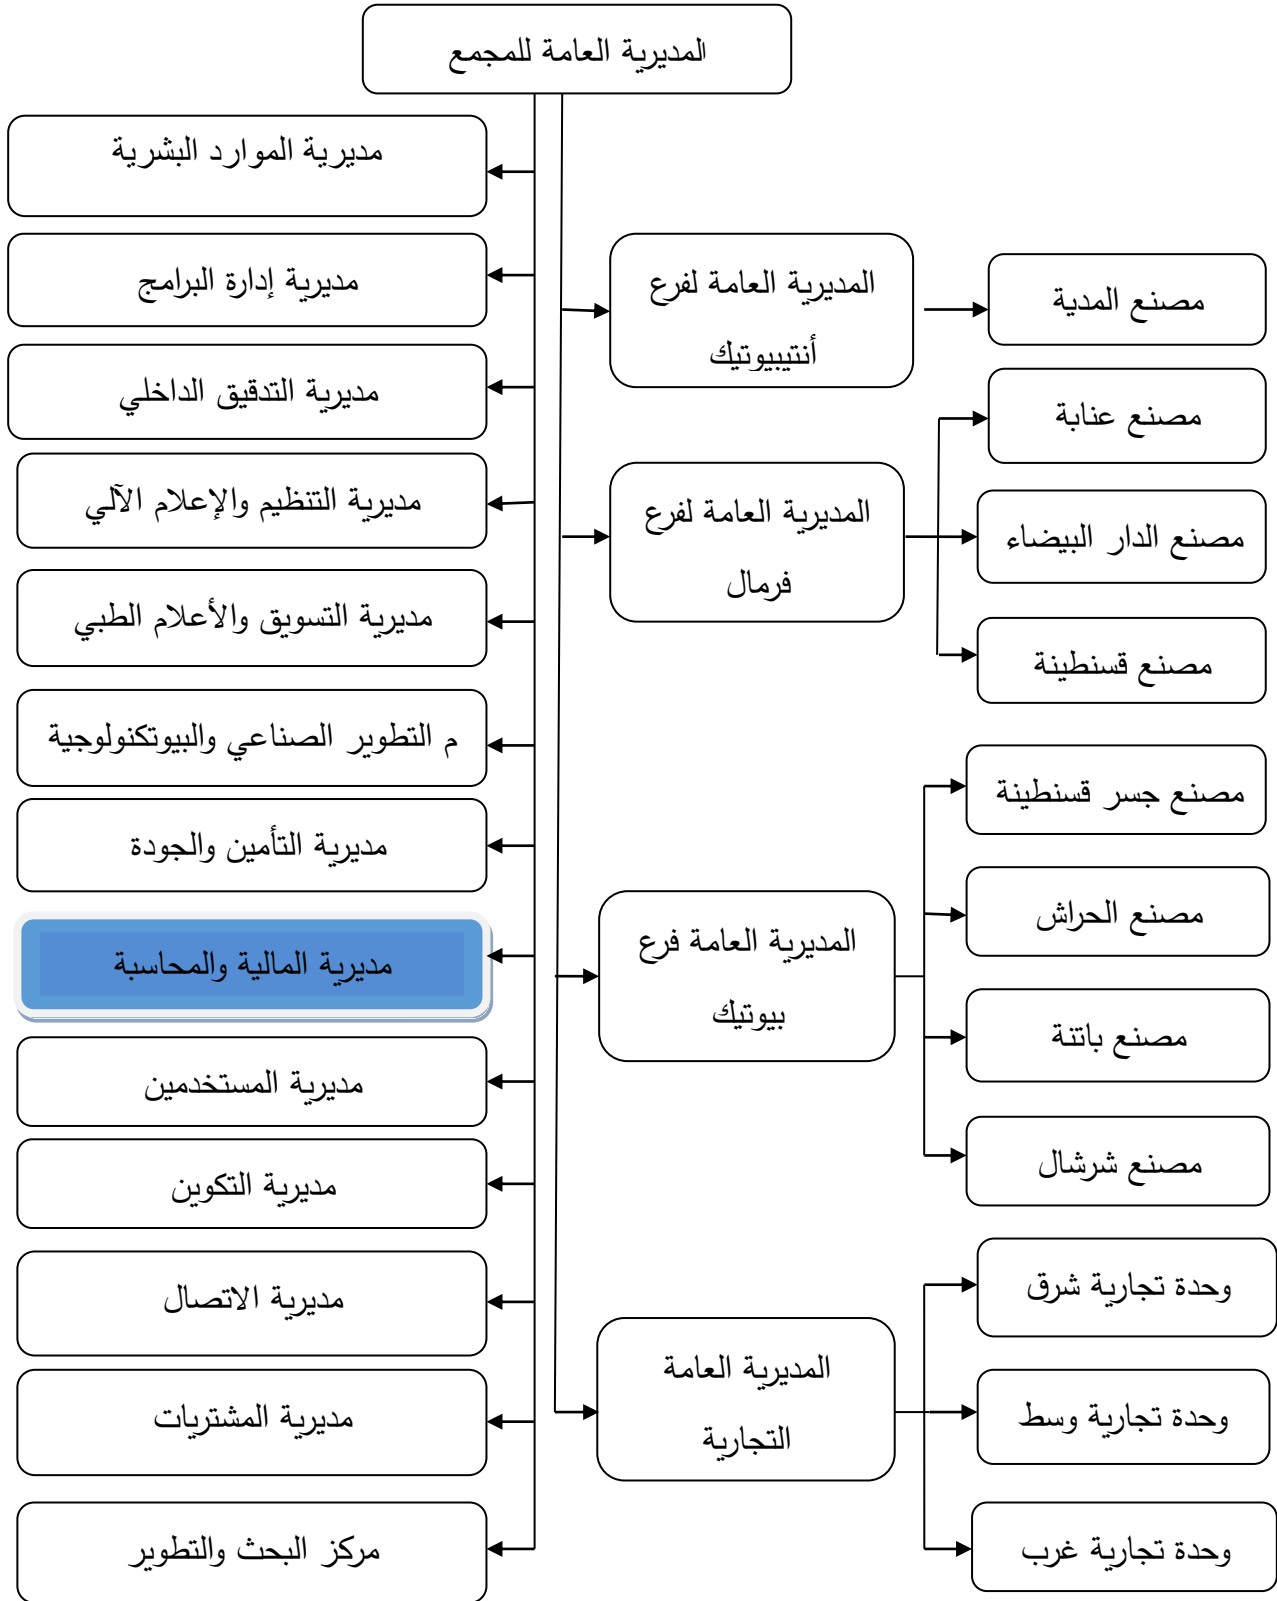 المديرية العامة للمجمع
مديرية الموارد البشرية
مديرية إدارة البرامج
مديرية التدقيق الداخلي
مديرية التنظيم والإعلام الآلي
مديرية التسويق والأعلام الطبي
م التطوير الصناعي والبيوتكنولوجية
مديرية التأمين والجودة
مديرية المالية والمحاسبة
مديرية المستخدمين
مديرية التكوين
مديرية الاتصال
مديرية المشتريات
مركز البحث والتطوير
المديرية العامة لفرع
أنتيبيوتيك
المديرية العامة لفرع
فرمال
المديرية العامة فرع
بيوتيك
المديرية العامة
التجارية
مصنع المدية
مصنع عنابة
مصنع الدار البيضاء
مصنع قسنطينة
مصنع جسر قسنطينة
مصنع الحراش
مصنع باتنة
مصنع شرشال
وحدة تجارية شرق
وحدة تجارية وسط
وحدة تجارية غرب